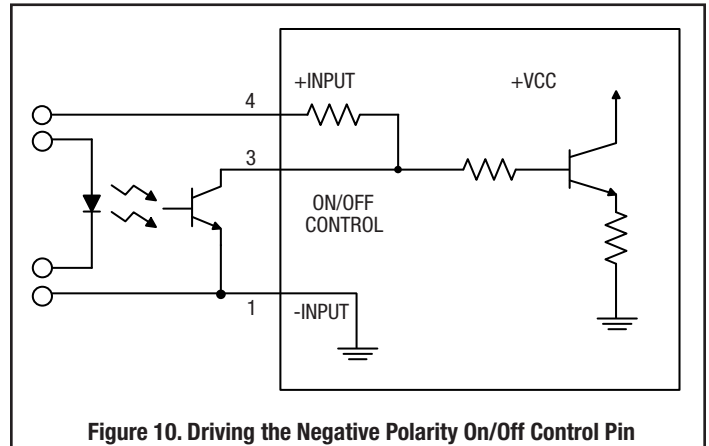 +INPUT
+VCC
4
3
ON/OFF
CONTROL
1
-INPUT
Figure 10. Driving the Negative Polarity On/Off Control Pin